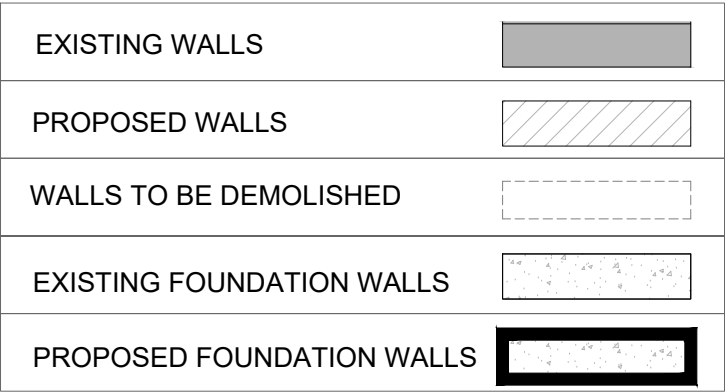 EXISTING WALLS
PROPOSED WALLS
WALLS TO BE DEMOLISHED
EXISTING FOUNDATION WALLS
PROPOSED FOUNDATION WALLS